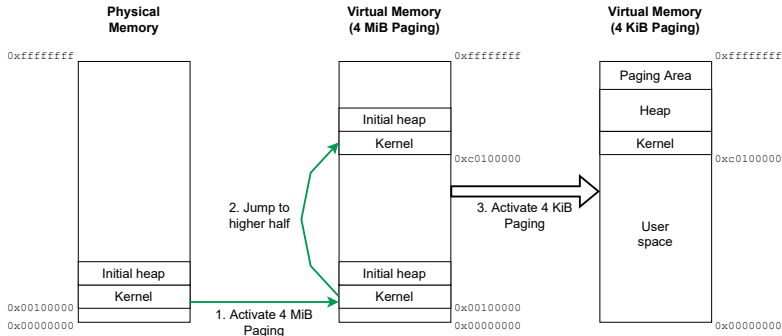 Physical
Memory
Virtual Memory
(4 MiB Paging)
Virtual Memory
(4 KiB Paging)
0xffffffff
0xffffffff
0xffffffff
Paging Area
Heap
Initial heap
Kernel
Kernel
0xc0100000
0xc0100000
2. Jump to
higher half
3. Activate 4 KiB
Paging
User
space
Initial heap
Kernel
Initial heap
Kernel
0x00100000
0x00000000
1. Activate 4 MiB
Paging
0x00100000
0x00000000
0x00000000